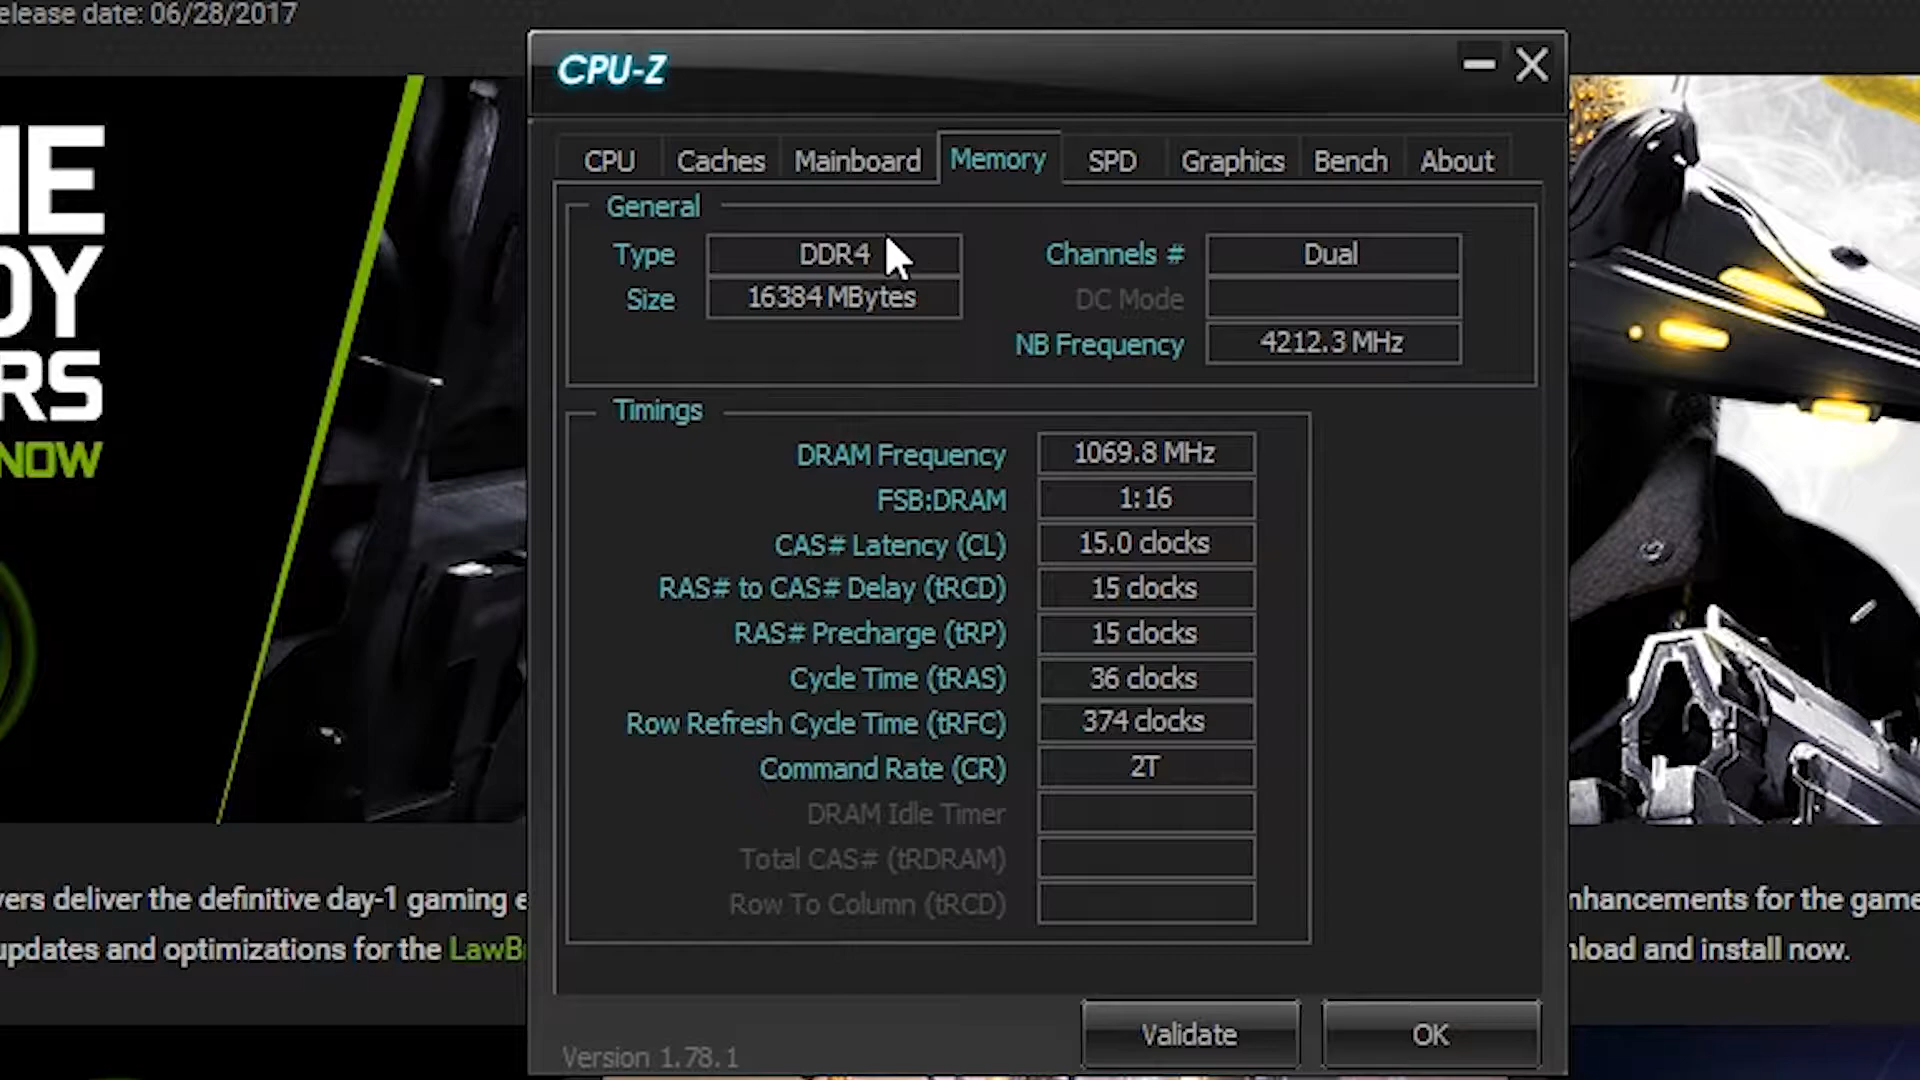 elease date: 06/28/2017
CPU-Z
CPU Caches Mainboard Memory SPD Graphics Bench About
General
Type DDR4 Channels # Dual
Size 16384 MBytes DC Mode
NB Frequency 4212.3 MHz
Timings
DRAM Frequency 1069.8 MHz
FSB:DRAM 1:16
CAS# Latency (CL) 15.0 clocks
RAS# to CAS# Delay (tRCD) 15 clocks
RAS# Precharge (tRP) 15 clocks
Cycle Time (tRAS) 36 clocks
Row Refresh Cycle Time (tRFC) 374 clocks
Command Rate (CR) 2T
DRAM Idle Timer
Total CAS# (tRDRAM)
Row To Column (tRCD)
Validate OK
Version 1.78.1
ME
DY
ERS
NOW
vers deliver the definitive day-1 gaming e
updates and optimizations for the LawB
nhancements for the game
nload and install now.